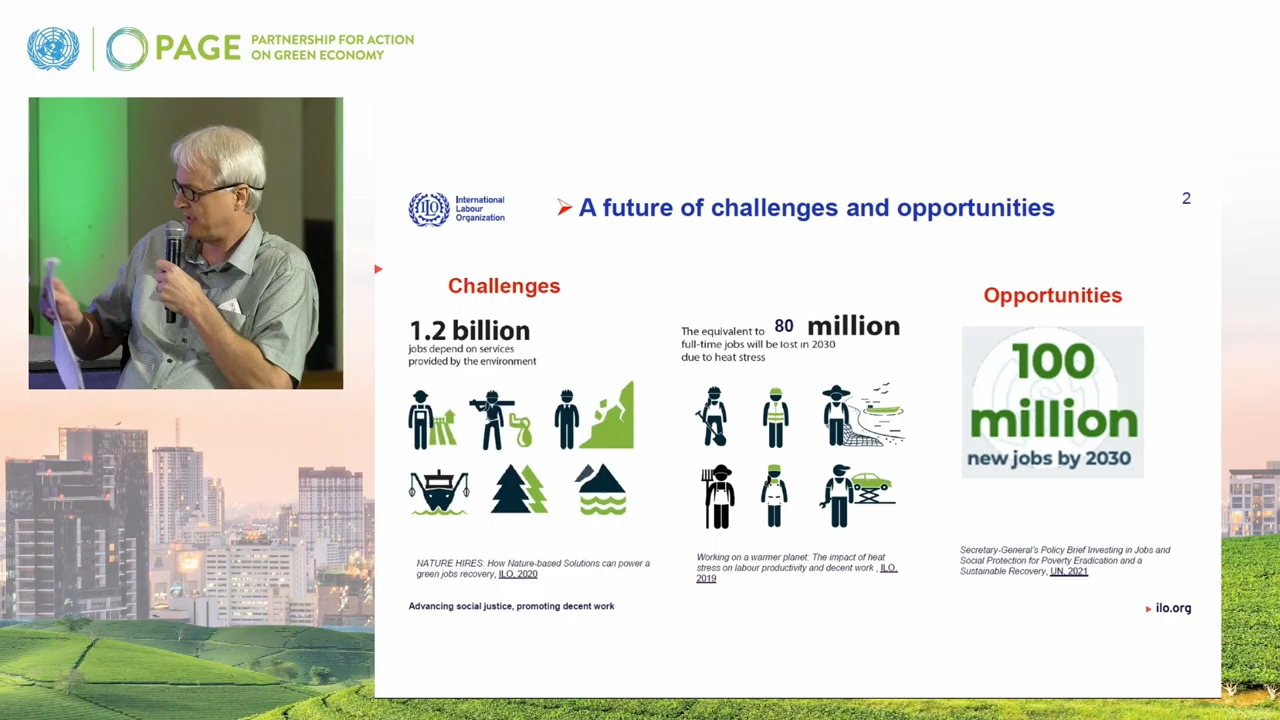 PAGE PARTNERSHIP FOR ACTION
ON GREEN ECONOMY
International
Labour
Organization
A future of challenges and opportunities
2
Challenges
1.2 billion
jobs depend on services
provided by the environment
The equivalent to 80 million
full-time jobs will be lost in 2030
due to heat stress
Opportunities
100
million
new jobs by 2030
NATURE HIRES: How Nature-based Solutions can power a
green jobs recovery, ILO, 2020
Working on a warmer planet: The impact of heat
stress on labour productivity and decent work , ILO,
2019
Secretary-General's Policy Brief Investing in Jobs and
Social Protection for Poverty Eradication and a
Sustainable Recovery, UN, 2021
Advancing social justice, promoting decent work
ilo.org